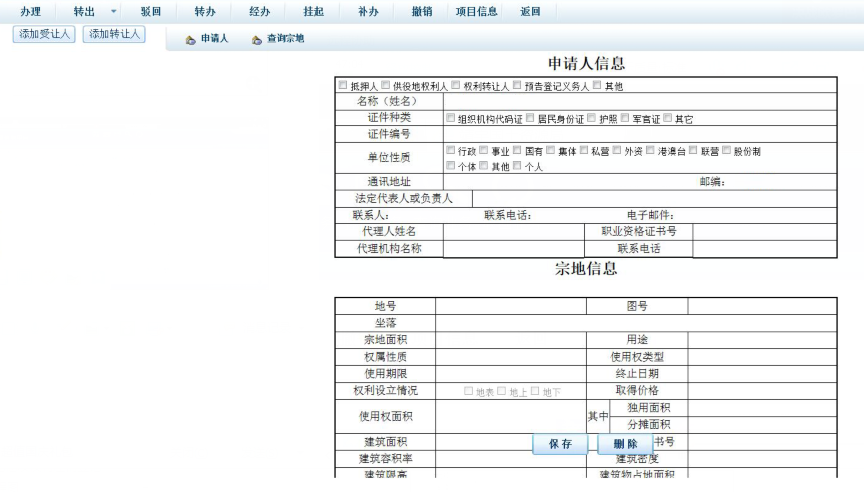 办理 转出 驳回 转办 经办 挂起 补办 撤销 项目信息 返回
添加受让人 添加转让人 申请人 查询宗地
申请人信息
抵押人 供役地权利人 权利转让人 预告登记义务人 其他
名称（姓名）
证件种类 组织机构代码证 居民身份证 护照 军官证 其它
证件编号
单位性质 行政 事业 国有 集体 私营 外资 港澳台 联营 股份制
个体 其他 个人
通讯地址 邮编：
法定代表人或负责人
联系人： 联系电话： 电子邮件：
代理人姓名 职业资格证书号
代理机构名称 联系电话
宗地信息
地号 图号
坐落
宗地面积 用途
权属性质 使用权类型
使用期限 终止日期
权利设立情况 地表 地上 地下 取得价格
使用权面积 其中 独用面积
分摊面积
建筑面积 保存 删除 书号
建筑容积率 建筑密度
建筑限高 建筑物占地面积